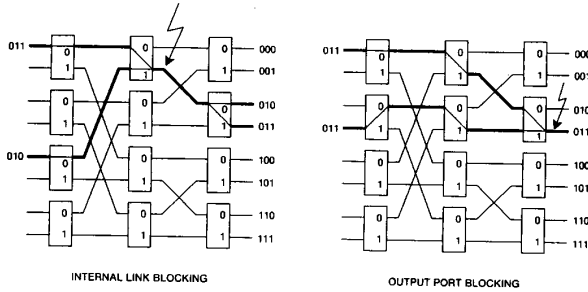 011 0 0 0 000
1 1 1 001
0 0 0 010
1 1 1 011
010 0 0 0 100
1 1 1 101
0 0 0 110
1 1 1 111
INTERNAL LINK BLOCKING
011 0 0 0 000
1 1 1 001
0 0 0 010
011 1 1 1 011
0 0 0 100
1 1 1 101
0 0 0 110
1 1 1 111
OUTPUT PORT BLOCKING